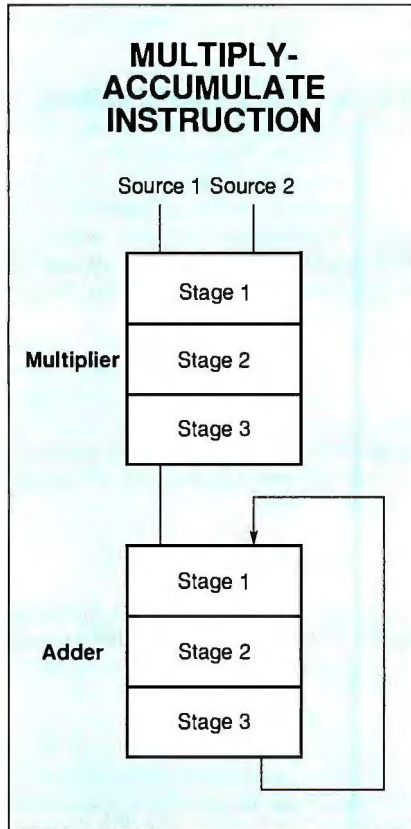 MULTIPLY-
ACCUMULATE
INSTRUCTION
Source 1 Source 2
Stage 1
Multiplier
Stage 2
Stage 3
Stage 1
Adder
Stage 2
Stage 3